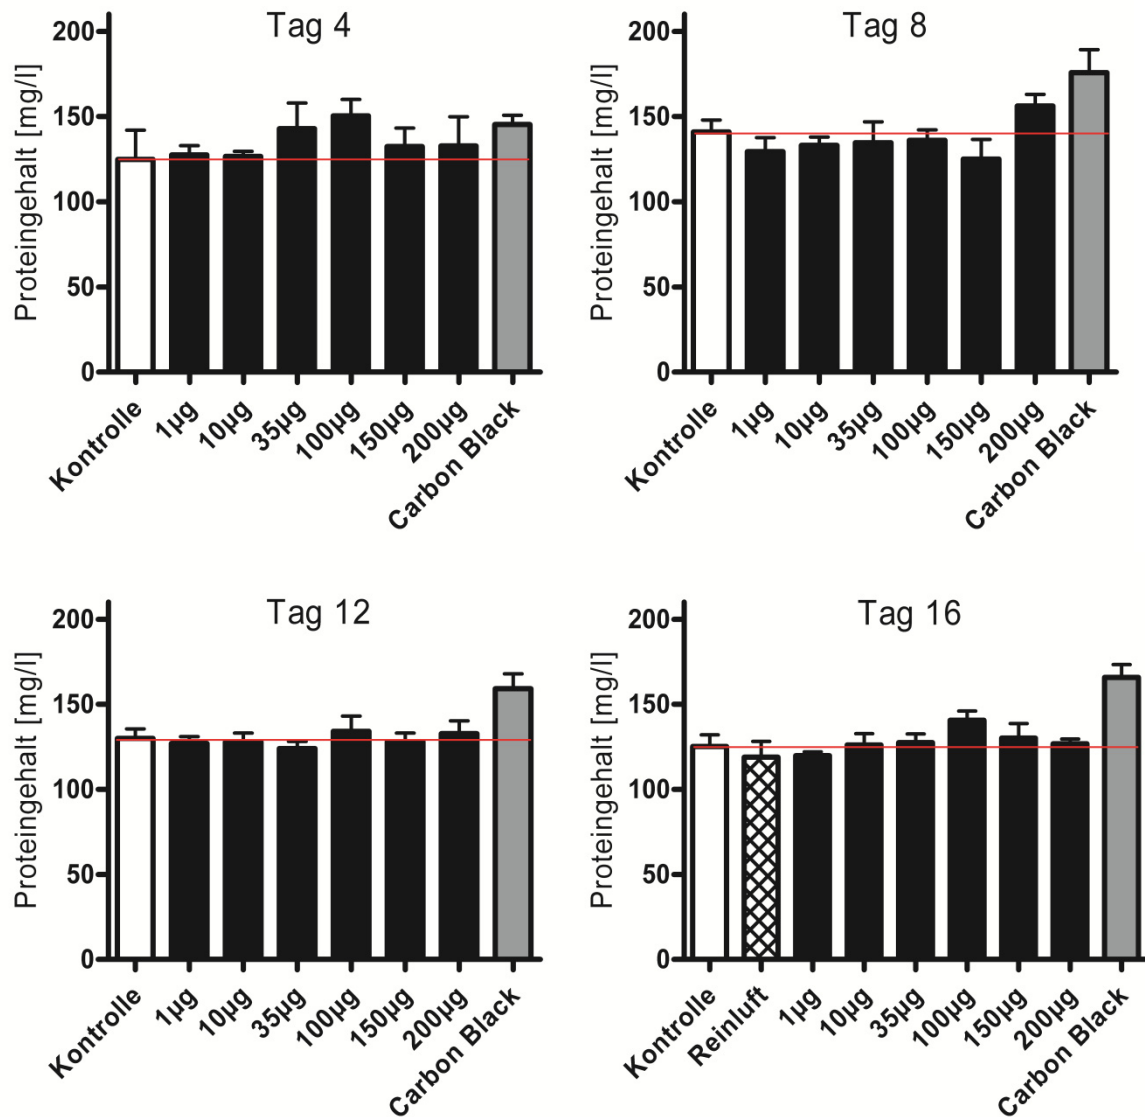 Tag 4
Proteingehalt [mg/l]
200
150
100
50
0
Kontrolle
1µg
10µg
35µg
100µg
150µg
200µg
Carbon Black
Tag 8
Proteingehalt [mg/l]
200
150
100
50
0
Kontrolle
1µg
10µg
35µg
100µg
150µg
200µg
Carbon Black
Tag 12
Proteingehalt [mg/l]
200
150
100
50
0
Kontrolle
1µg
10µg
35µg
100µg
150µg
200µg
Carbon Black
Tag 16
Proteingehalt [mg/l]
200
150
100
50
0
Kontrolle
Reinluft
1µg
10µg
35µg
100µg
150µg
200µg
Carbon Black